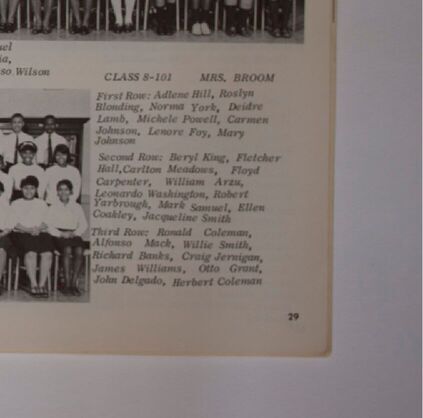 uel
ia,
so Wilson
CLASS 8-101 MRS. BROOM
First Row: Adlene Hill, Roslyn
Blonding, Norma York, Deidre
Lamb, Michele Powell, Carmen
Johnson, Lenore Foy, Mary
Johnson
Second Row: Beryl King, Fletcher
Hall, Carlton Meadows, Floyd
Carpenter, William Arzu,
Leonardo Washington, Robert
Yarbrough, Mark Samuel, Ellen
Coakley, Jacqueline Smith
Third Row: Ronald Coleman,
Alfonso Mack, Willie Smith,
Richard Banks, Craig Jernigan,
James Williams, Otto Grant,
John Delgado, Herbert Coleman
29